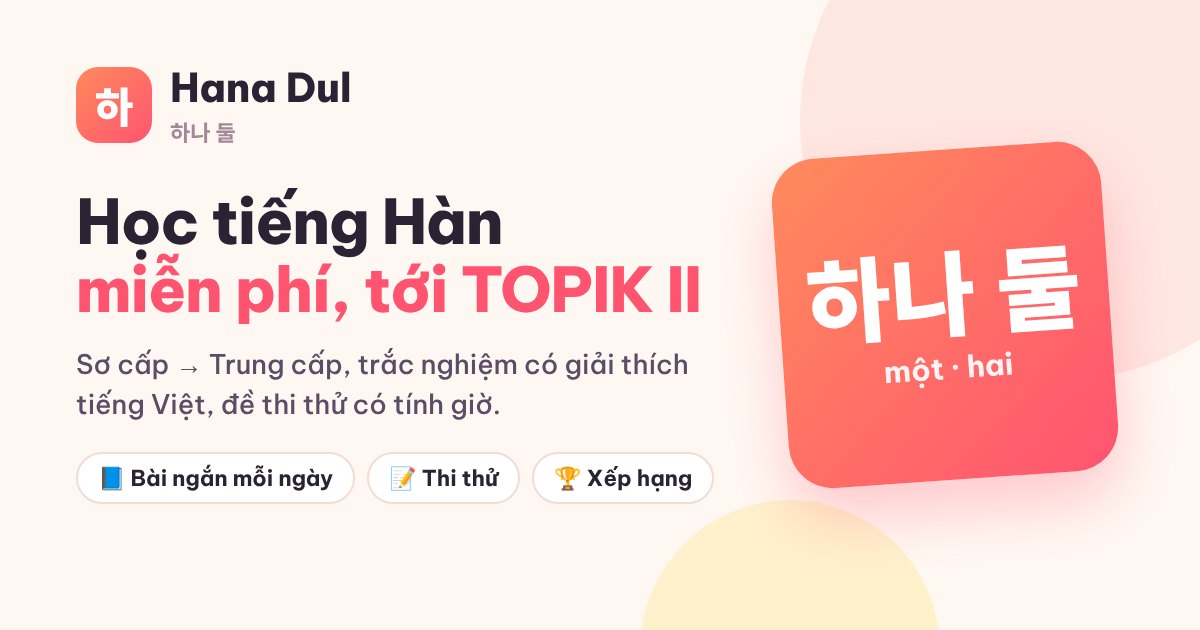 하
Hana Dul
하나 둘
Học tiếng Hàn
miễn phí, tới TOPIK II
Sơ cấp → Trung cấp, trắc nghiệm có giải thích
tiếng Việt, đề thi thử có tính giờ.
📘 Bài ngắn mỗi ngày
📝 Thi thử
🏆 Xếp hạng
하나 둘
một · hai